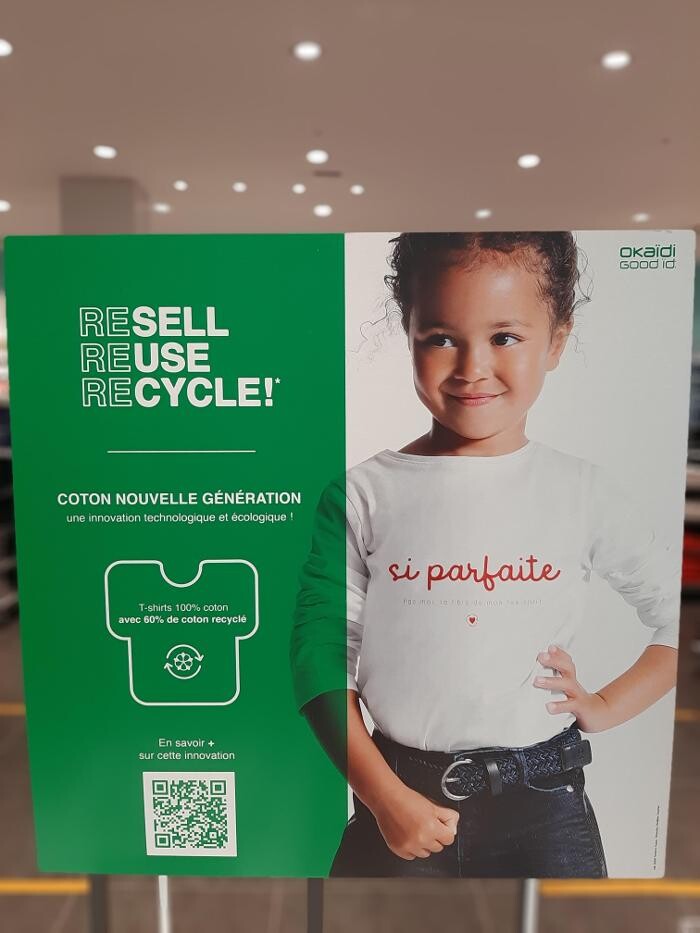 OKAÏDI
GOOD ID.
RESELL
REUSE
RECYCLE!*
COTON NOUVELLE GÉNÉRATION
une innovation technologique et écologique !
T-shirts 100% coton
avec 60% de coton recyclé
En savoir +
sur cette innovation
si parfaite